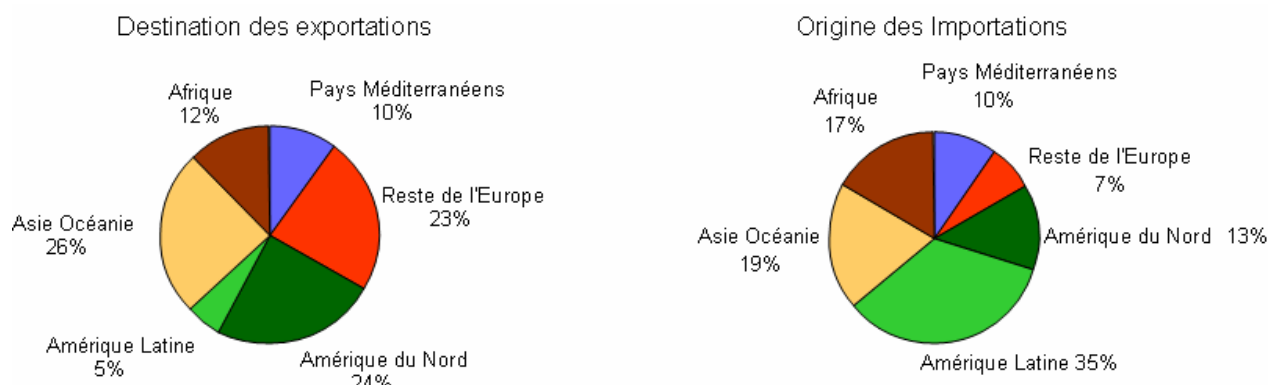 Destination des exportations
Afrique
12%
Pays Méditerranéens
10%
Reste de l'Europe
23%
Asie Océanie
26%
Amérique Latine
5%
Amérique du Nord
24%
Origine des Importations
Pays Méditerranéens
10%
Afrique
17%
Reste de l'Europe
7%
Asie Océanie
19%
Amérique du Nord 13%
Amérique Latine 35%